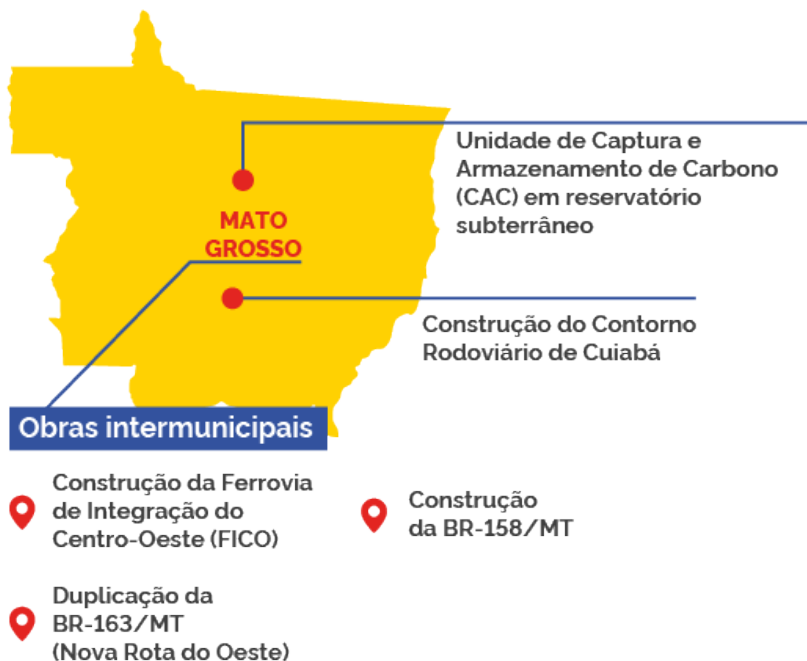 Unidade de Captura e
Armazenamento de Carbono
(CAC) em reservatório
subterrâneo
MATO
GROSSO
Construção do Contorno
Rodoviário de Cuiabá
Obras intermunicipais
Construção da Ferrovia
de Integração do
Centro-Oeste (FICO)
Construção
da BR-158/MT
Duplicação da
BR-163/MT
(Nova Rota do Oeste)